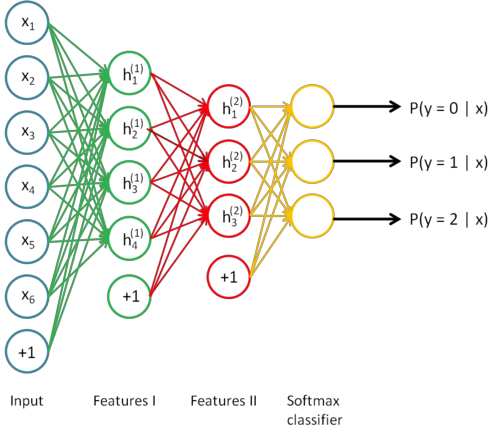 x1
x2
x3
x4
x5
x6
+1
h1(1)
h2(1)
h3(1)
h4(1)
+1
h1(2)
h2(2)
h3(2)
+1
P(y = 0 | x)
P(y = 1 | x)
P(y = 2 | x)
Input
Features I
Features II
Softmax
classifier